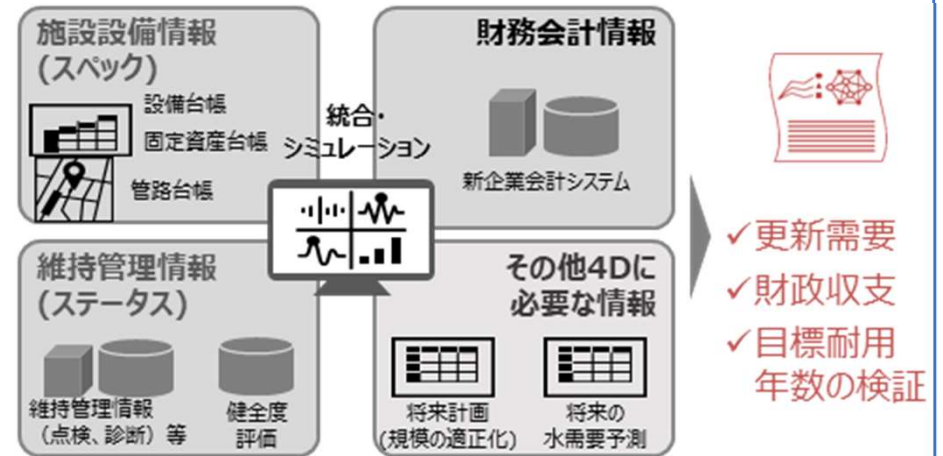 施設設備情報
(スペック)
設備台帳
固定資産台帳
管路台帳
財務会計情報
新企業会計システム
統合・
シミュレーション
維持管理情報
(ステータス)
維持管理情報
(点検、診断)等
健全度
評価
その他4Dに
必要な情報
将来計画
(規模の適正化)
将来の
水需要予測
✓更新需要
✓財政収支
✓目標耐用
年数の検証